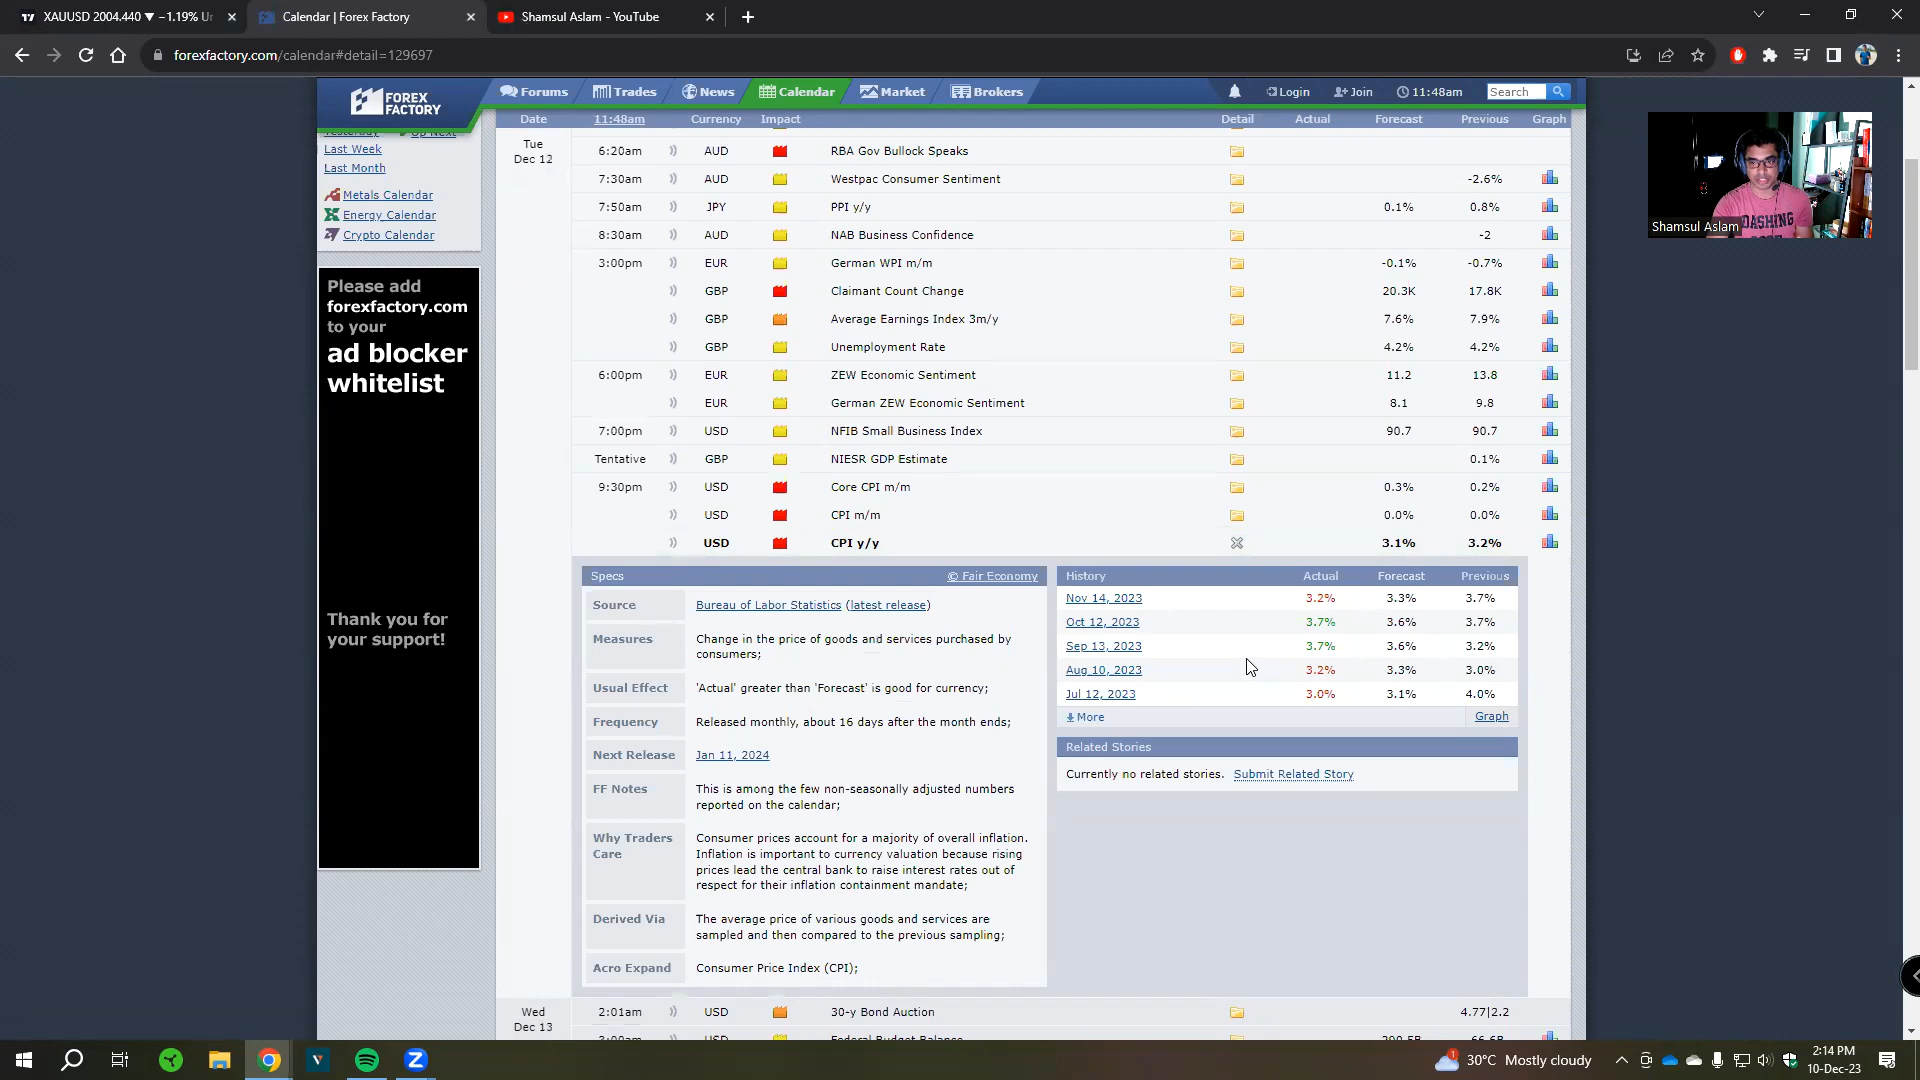 XAUUSD 2004.440 ▼ −1.19% Ur
Calendar | Forex Factory
Shamsul Aslam - YouTube
forexfactory.com/calendar#detail=129697
FOREX
FACTORY
Forums
Trades
News
Calendar
Market
Brokers
Login
Join
11:48am
Search
Date 11:48am Currency Impact Detail Actual Forecast Previous Graph
Yesterday Up Next
Last Week
Last Month
Metals Calendar
Energy Calendar
Crypto Calendar
Please add
forexfactory.com
to your
ad blocker
whitelist
Thank you for
your support!
Tue
Dec 12
6:20am AUD RBA Gov Bullock Speaks
7:30am AUD Westpac Consumer Sentiment -2.6%
7:50am JPY PPI y/y 0.1% 0.8%
8:30am AUD NAB Business Confidence -2
3:00pm EUR German WPI m/m -0.1% -0.7%
GBP Claimant Count Change 20.3K 17.8K
GBP Average Earnings Index 3m/y 7.6% 7.9%
GBP Unemployment Rate 4.2% 4.2%
6:00pm EUR ZEW Economic Sentiment 11.2 13.8
EUR German ZEW Economic Sentiment 8.1 9.8
7:00pm USD NFIB Small Business Index 90.7 90.7
Tentative GBP NIESR GDP Estimate 0.1%
9:30pm USD Core CPI m/m 0.3% 0.2%
USD CPI m/m 0.0% 0.0%
USD CPI y/y 3.1% 3.2%
Specs © Fair Economy
Source Bureau of Labor Statistics (latest release)
Measures Change in the price of goods and services purchased by
consumers;
Usual Effect 'Actual' greater than 'Forecast' is good for currency;
Frequency Released monthly, about 16 days after the month ends;
Next Release Jan 11, 2024
FF Notes This is among the few non-seasonally adjusted numbers
reported on the calendar;
Why Traders
Care
Consumer prices account for a majority of overall inflation.
Inflation is important to currency valuation because rising
prices lead the central bank to raise interest rates out of
respect for their inflation containment mandate;
Derived Via The average price of various goods and services are
sampled and then compared to the previous sampling;
Acro Expand Consumer Price Index (CPI);
History Actual Forecast Previous
Nov 14, 2023 3.2% 3.3% 3.7%
Oct 12, 2023 3.7% 3.6% 3.7%
Sep 13, 2023 3.7% 3.6% 3.2%
Aug 10, 2023 3.2% 3.3% 3.0%
Jul 12, 2023 3.0% 3.1% 4.0%
More Graph
Related Stories
Currently no related stories. Submit Related Story
Wed
Dec 13
2:01am USD 30-y Bond Auction 4.77|2.2
Federal Budget Balance
Shamsul Aslam
DASHING
30°C Mostly cloudy
2:14 PM
10-Dec-23